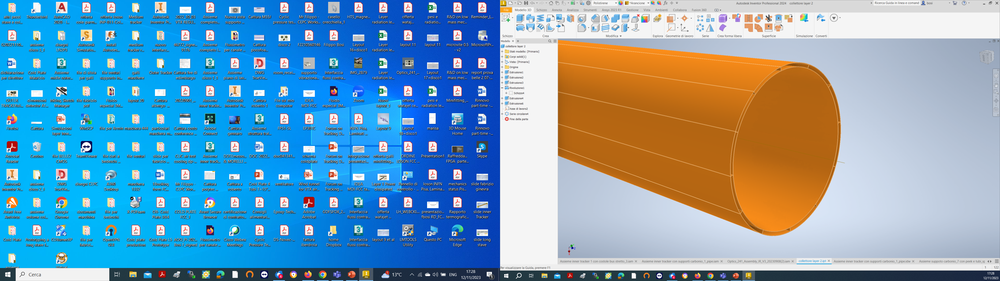 altri pezzi stave e col...
Thunderbird
AutoCAD 2020 - I...
offerta cole-parm...
offerta loson INP-011-Col...
Medium tracker
Autodesk Inventor Pr...
2022_10_03 VTX REGU...
Assieme completo...
Nuova vista supporto ...
Cattura M55J
Cyclic pressure tes...
Mr Filippo - CEPC Works...
casello orecchiella_1
HTS_magne...
Layer radiation le...
offerta wataj...
pesi e radiatio...
R&D on low mass mec...
Reminder_L...
G20221110...
assieme disco 3_1
disegni LN2P3
Autodesk Simulatio...
Install Autodes...
medium tracker r...
nuovo interfacc...
46772_signe... 9176
Assieme completo l...
Flussimetro per canale ...
Cattura pocofoa...
disco 2
F2210560146
Filippo Bosi
Layout 16+disco1
Layer radiation le...
layout 11
layout 11
microvite 0.5 - v2
MicrosoftPr...
dichiarazione per direttore
Cold Plate Maurizio
Assieme midle outer...
file di silvia per galli
file venturi supporto in...
galli maschere
Outer Tracker
Cattura fee di edimburgo
Assieme disco 1_1
Assieme piano di lav...
DWG TrueVie...
room_recei...
supporto vibraziona...
Interfaccia flussi contra...
IMG_2879
Layer radiation le...
Optics_241_...
Layout 17+disco1
R&D on low mass mec...
report prova belle 2 07-...
OUTER TRACKERsli...
dimensioni detector AT...
Inkling Sketch Manager
file fabrizio pdf
Fluido especial 3M...
layout 20
Cattura albergo _...
20220901_...
Assieme inner tracke...
Autodesk Inventor Pr...
Cattura roberto 1
File sul mio computer
IDEA MDI-FCC
Fluido especial 3M...
Zoom
Nuovi layout_1
offerta watajet ce...
pesi e radiation le...
Minifitting_...
Rinnovo part-time -...
Firefox
Cattura
Simulazioni layer Inne...
WinSCP
file per Armin
maschera 444
particolari maschera m...
Cattura costo conference ...
Adobe Connect
Cattura gennaro
Assieme struttura tral...
FP51-SL
EP30TC
Forum on Tracking D...
INFN Pisa, Laminati ...
Layout 9
Layout 18+disco1
marisa
3D Mouse Home
Rinnovo part-time -...
Acrobat Reader
Cestino
file BELLE2 CMOS
TeamViewer
file dati a bedeschi ...
file venturi
slide per fabrizio ...
CLIC air test cooling dp-...
Assieme inner track...
DDTEmesso... & MORELLI ...
DOC-2022...
doc041341...
schema coldplate
Forum on Tracking D...
integrazione presentazi...
offerta galli minifitting...
ORDINE LOSON FCC ...
Présentation1
Raffredda... FPGA parte...
Skype
Autodesk Inventor Pr...
assieme disco 2_1
DWG TrueVie...
disegni CEPC
A360 Desktop
maschera 1332
1Booking form FC...
Mr Filippo - CEPC Wor...
Cattura polytec ...
Cattura x roberto
Cold Plate 4 Tubi T=15°...
ventilatore
Wind tunnel for VTX air...
Forum on Tracking ...
IDEA MDI-FCC ta...
Layer 1 Power dissipated
Pannello di controllo - ...
loson INFN Pisa, Lamina...
mechanics status Pis...
slide fabrizio ginevra
Avast Free Antivirus
assieme volume col...
Google Chrome
documenti macchina
file per bedeschi
X-PDFsam
OB- Cold Plate 3&4
COLD PLATE FCC_1
Avast Secure Browser
certificazione di contratto...
Consigli alimentari...
Epoxy-Tech...
Adobe Acrobat
GDFSFOX_2...
Interfaccia flussi contra...
offerta watajet ...
LH_WEBCKI...
presentazio... fbosi RD_FC...
Rapporto termografic...
slide inner Tracker
Cold Plate
Prototyping a long stave f...
CDBurnerXP
file per fabrizi...
OpenVPN GUI
Cold plate production
Cold Plate L5 Prototype
AOO_PI-202... Bosi F_signed
Flussimetro per canale ...
Cisco Webex Meetings
Cyclic Pressure Te...
DS-Novec-...
fattura iberdrola
home Dropbox
Interfaccia flussi contra...
layout 9 et al
LMTOOLS Utility
Questo PC
Microsoft Edge
slide long stave
assieme
Virtual
Cerca
13°C
ENG
17:28
12/11/2023
Polistirene
*Arancione
Autodesk Inventor Professional 2024 collettore layer 2
Ricerca Guida in linea e comand
bosi
File
Modello 3D
Schizzo
Annota
Analizza
Strumenti
Ansys 2023 R1
Gestione
Vista
Ambienti
Collabora
Fusion 360
Schizzo
Crea
Modifica
Esplora
Geometrie di lavoro
Serie
Crea forma libera
Superficie
Simulazione
Converti
Modello
collettore layer 2
Stati modello: [Primario]
Corpi solidi(1)
Vista: [Primario]
Origine
Estrusione1
Estrusione2
Estrusione3
Rivoluzione1
Schizzo4
Estrusione4
Estrusione6
Asse di lavoro2
Serie circolare4
Fine della parte
Assieme inner tracker 1 con costole bus stretto_3.iam
Assieme inner tracker con supporti carbonio_1_pipe.iam
Optics_241_Assembly_IR_V3_20230908(2).iam
collettore layer 2.ipt
Assieme inner tracker con supporti carbonio_1_pipe.idw
Assieme suppoto carbonio_7 con peek e tubi_sp
Per visualizzare la Guida, premere F1
1
122
17:28
12/11/2023